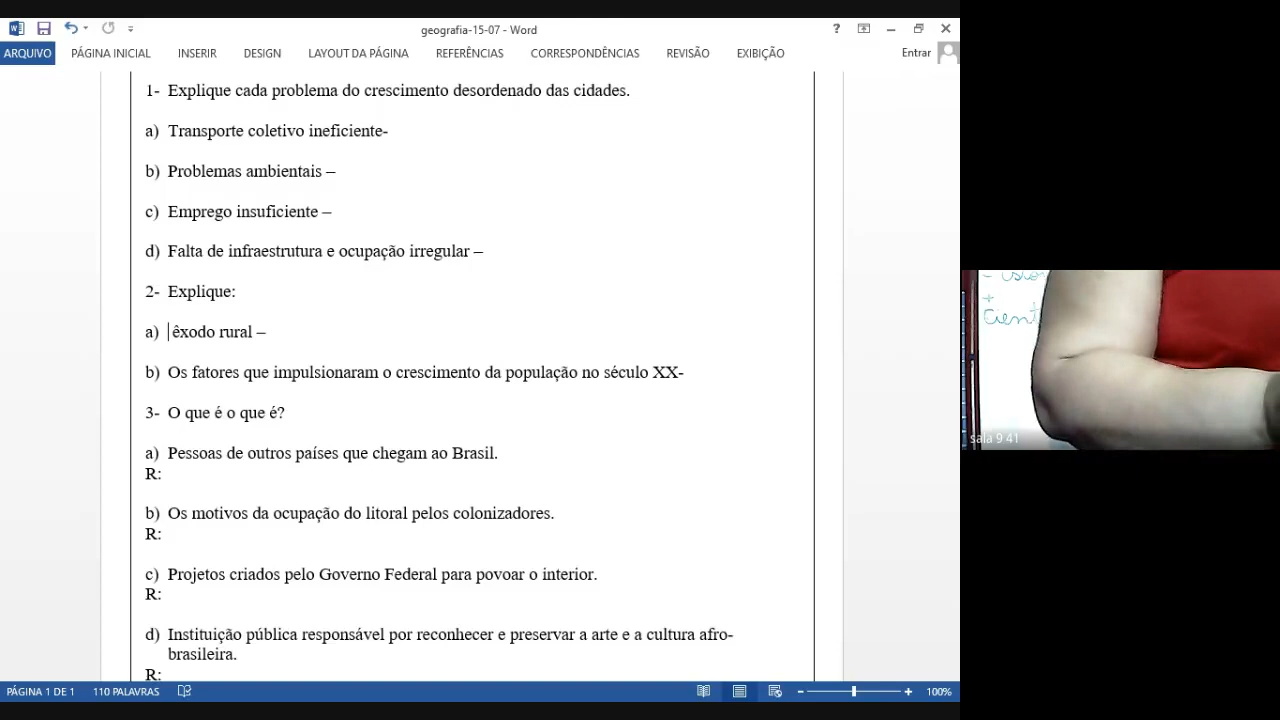 geografia-15-07 - Word
?
ARQUIVO PÁGINA INICIAL INSERIR DESIGN LAYOUT DA PÁGINA REFERÊNCIAS CORRESPONDÊNCIAS REVISÃO EXIBIÇÃO Entrar
1- Explique cada problema do crescimento desordenado das cidades.
a) Transporte coletivo ineficiente-
b) Problemas ambientais –
c) Emprego insuficiente –
d) Falta de infraestrutura e ocupação irregular –
2- Explique:
a) êxodo rural –
b) Os fatores que impulsionaram o crescimento da população no século XX-
3- O que é o que é?
a) Pessoas de outros países que chegam ao Brasil.
R:
b) Os motivos da ocupação do litoral pelos colonizadores.
R:
c) Projetos criados pelo Governo Federal para povoar o interior.
R:
d) Instituição pública responsável por reconhecer e preservar a arte e a cultura afro-
brasileira.
R:
PÁGINA 1 DE 1 110 PALAVRAS 100%
sala 9 41